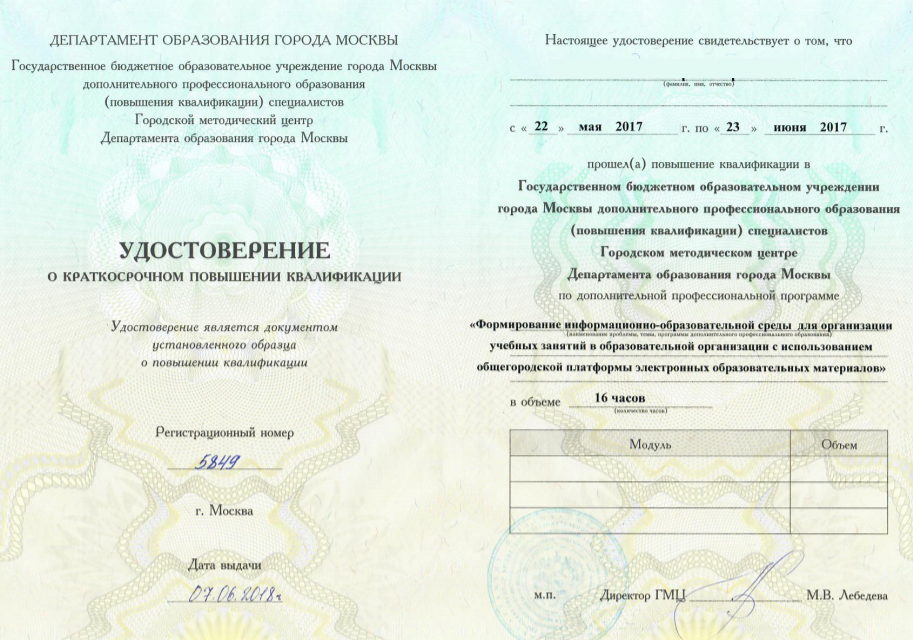 ДЕПАРТАМЕНТ ОБРАЗОВАНИЯ ГОРОДА МОСКВЫ
Государственное бюджетное образовательное учреждение города Москвы
дополнительного профессионального образования
(повышения квалификации) специалистов
Городской методический центр
Департамента образования города Москвы
УДОСТОВЕРЕНИЕ
О КРАТКОСРОЧНОМ ПОВЫШЕНИИ КВАЛИФИКАЦИИ
Удостоверение является документом
установленного образца
о повышении квалификации
Регистрационный номер
5849
г. Москва
Дата выдачи
07.06.2018г
Настоящее удостоверение свидетельствует о том, что
(фамилия, имя, отчество)
с « 22 » мая 2017 г. по « 23 » июня 2017 г.
прошел(а) повышение квалификации в
Государственном бюджетном образовательном учреждении
города Москвы дополнительного профессионального образования
(повышения квалификации) специалистов
Городском методическом центре
Департамента образования города Москвы
по дополнительной профессиональной программе
«Формирование информационно-образовательной среды для организации
(наименование проблемы, темы, программы дополнительного профессионального образования)
учебных занятий в образовательной организации с использованием
общегородской платформы электронных образовательных материалов»
в объеме 16 часов
(количество часов)
Модуль Объем
м.п. Директор ГМЦ М.В. Лебедева